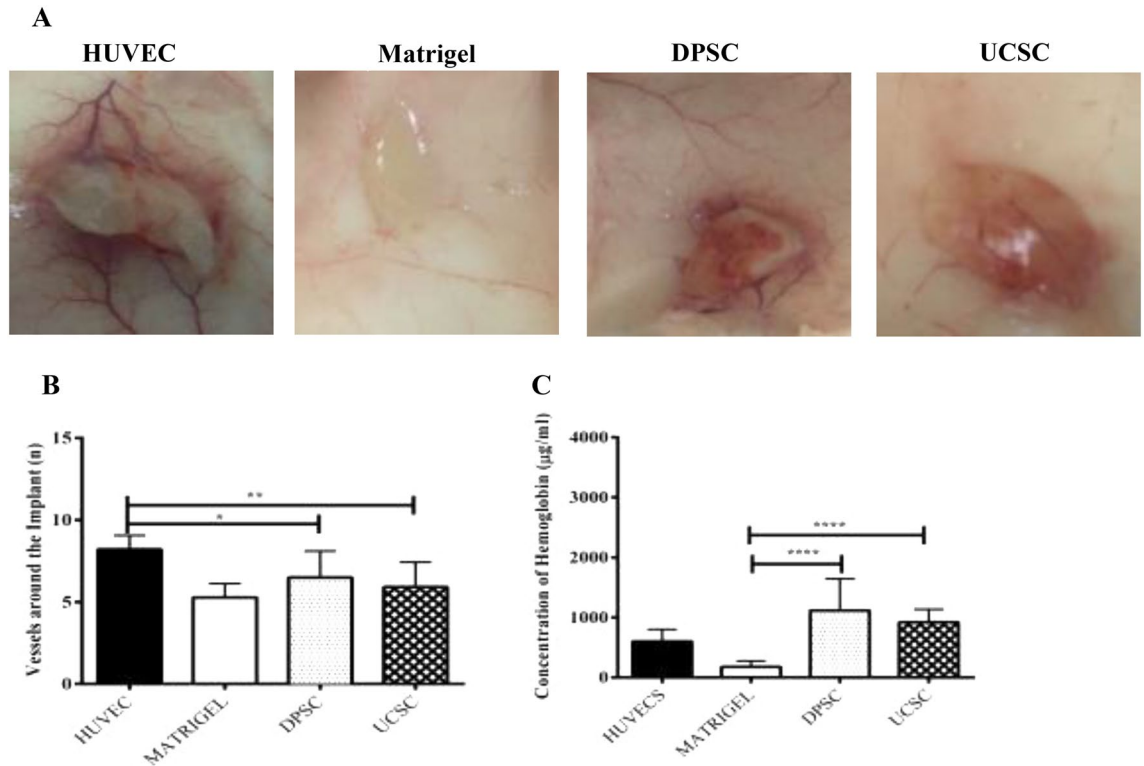 A
HUVEC
Matrigel
DPSC
UCSC
B
Vessels around the Implant (n)
15
10
5
0
**
*
HUVEC
MATRIGEL
DPSC
UCSC
C
Concentration of Hemoglobin (µg/ml)
4000
3000
2000
1000
0
****
****
HUVECS
MATRIGEL
DPSC
UCSC